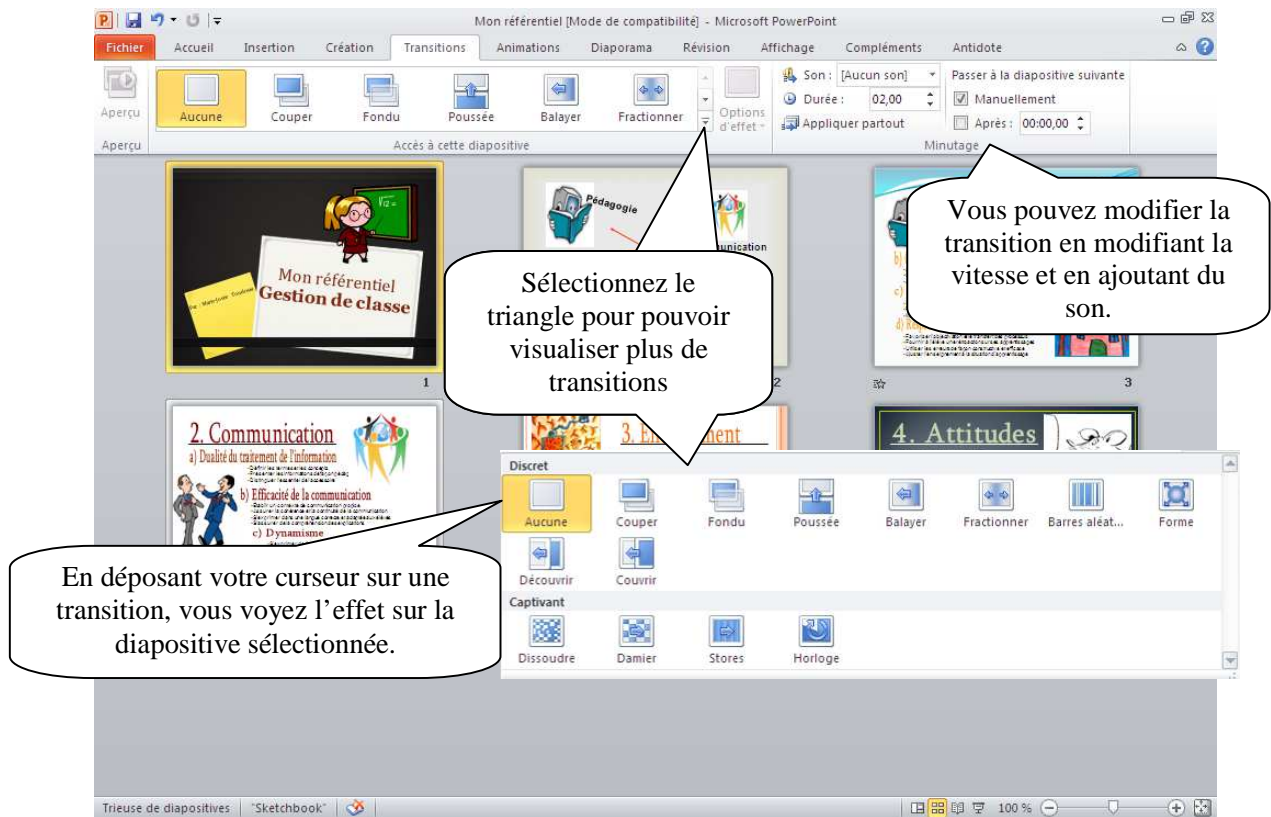 Mon référentiel [Mode de compatibilité] - Microsoft PowerPoint
Fichier Accueil Insertion Création Transitions Animations Diaporama Révision Affichage Compléments Antidote
Aperçu
Aucune Couper Fondu Poussée Balayer Fractionner
Options d'effet
Son : [Aucun son]
Durée : 02,00
Appliquer partout
Passer à la diapositive suivante
Manuellement
Après : 00:00,00
Aperçu Accès à cette diapositive Minutage
Mon référentiel
Gestion de classe
1
Pédagogie
2
b)
c)
d)
3
Vous pouvez modifier la
transition en modifiant la
vitesse et en ajoutant du
son.
Sélectionnez le
triangle pour pouvoir
visualiser plus de
transitions
2. Communication
a) Dualité du traitement de l'information
b) Efficacité de la communication
c) Dynamisme
4. Attitudes
Discret
Aucune Couper Fondu Poussée Balayer Fractionner Barres aléat... Forme
Découvrir Couvrir
Captivant
Dissoudre Damier Stores Horloge
En déposant votre curseur sur une
transition, vous voyez l’effet sur la
diapositive sélectionnée.
Trieuse de diapositives "Sketchbook" 100 %